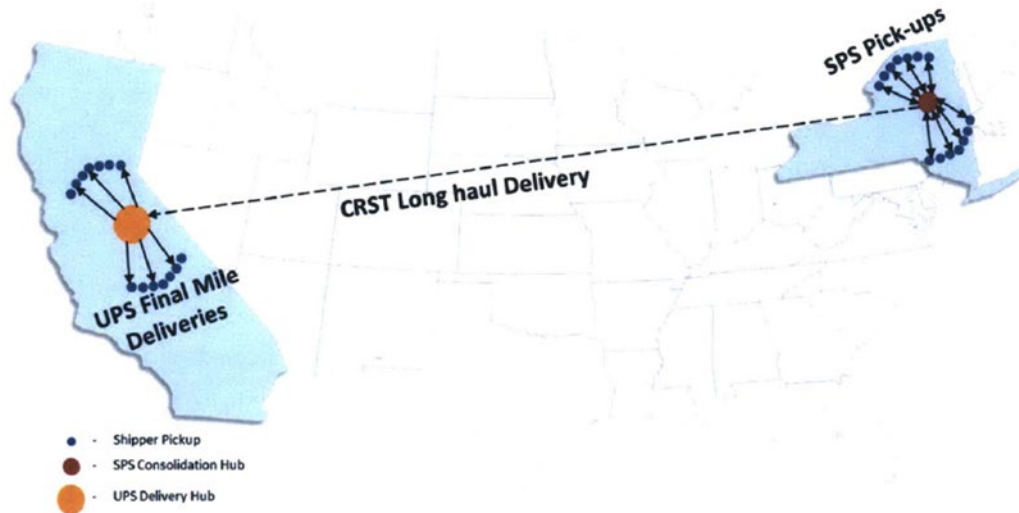 SPS Pick-ups
CRST Long haul Delivery
UPS Final Mile
Deliveries
- Shipper Pickup
- SPS Consolidation Hub
- UPS Delivery Hub